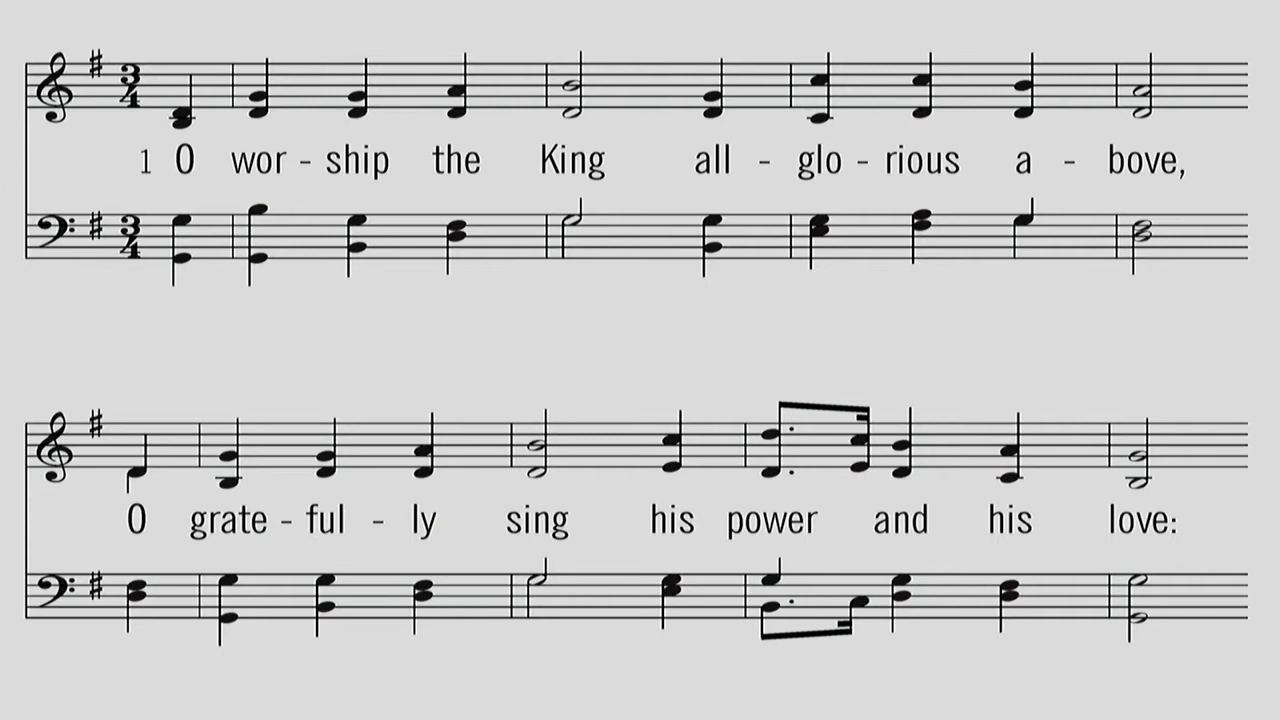 1 O wor - ship the King all - glo - rious a - bove,
O grate - ful - ly sing his power and his love: